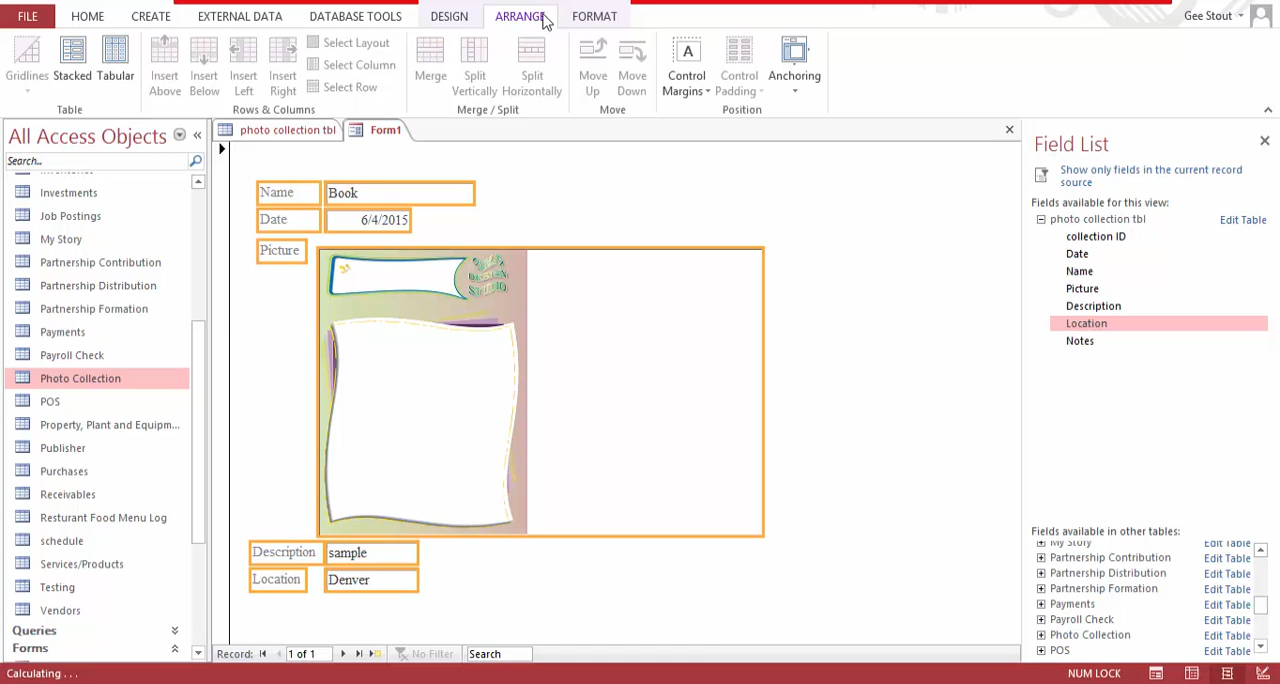 FILE HOME CREATE EXTERNAL DATA DATABASE TOOLS DESIGN ARRANGE FORMAT Gee Stout
Gridlines Stacked Tabular Insert Above Insert Below Insert Left Insert Right Select Layout Select Column Select Row Merge Split Vertically Split Horizontally Move Up Move Down A Control Margins Control Padding Anchoring
Table Rows & Columns Merge / Split Move Position
All Access Objects
Search...
Investments
Job Postings
My Story
Partnership Contribution
Partnership Distribution
Partnership Formation
Payments
Payroll Check
Photo Collection
POS
Property, Plant and Equipm...
Publisher
Purchases
Receivables
Resturant Food Menu Log
schedule
Services/Products
Testing
Vendors
Queries
Forms
photo collection tbl Form1
Name Book
Date 6/4/2015
Picture
Description sample
Location Denver
Record: 1 of 1 No Filter Search
Field List
Show only fields in the current record source
Fields available for this view:
photo collection tbl Edit Table
collection ID
Date
Name
Picture
Description
Location
Notes
Fields available in other tables:
My Story Edit Table
Partnership Contribution Edit Table
Partnership Distribution Edit Table
Partnership Formation Edit Table
Payments Edit Table
Payroll Check Edit Table
Photo Collection Edit Table
POS Edit Table
Calculating . . . NUM LOCK